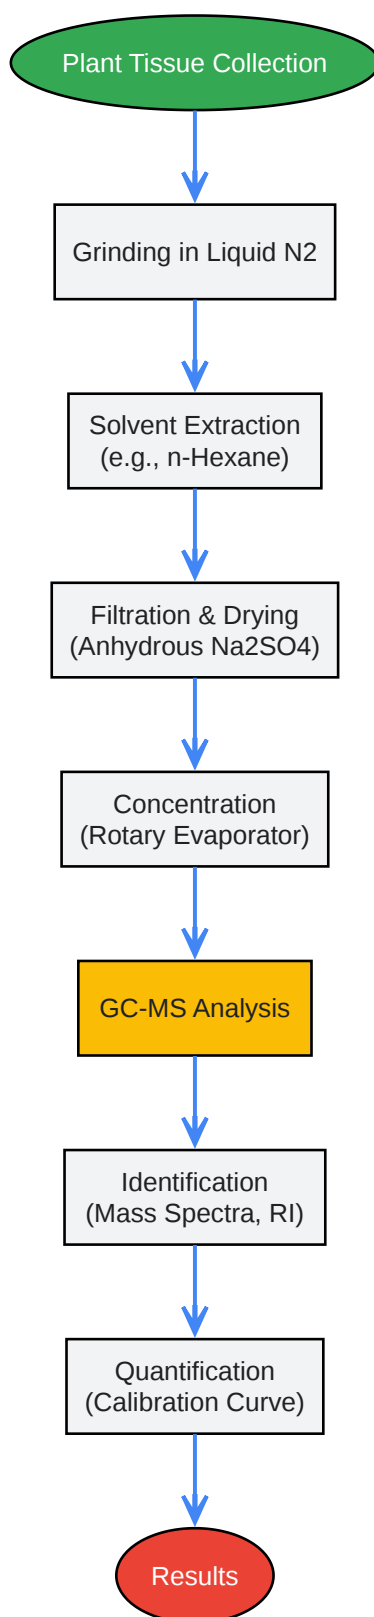 Plant Tissue Collection
Grinding in Liquid N2
Solvent Extraction
(e.g., n-Hexane)
Filtration & Drying
(Anhydrous Na2SO4)
Concentration
(Rotary Evaporator)
GC-MS Analysis
Identification
(Mass Spectra, RI)
Quantification
(Calibration Curve)
Results